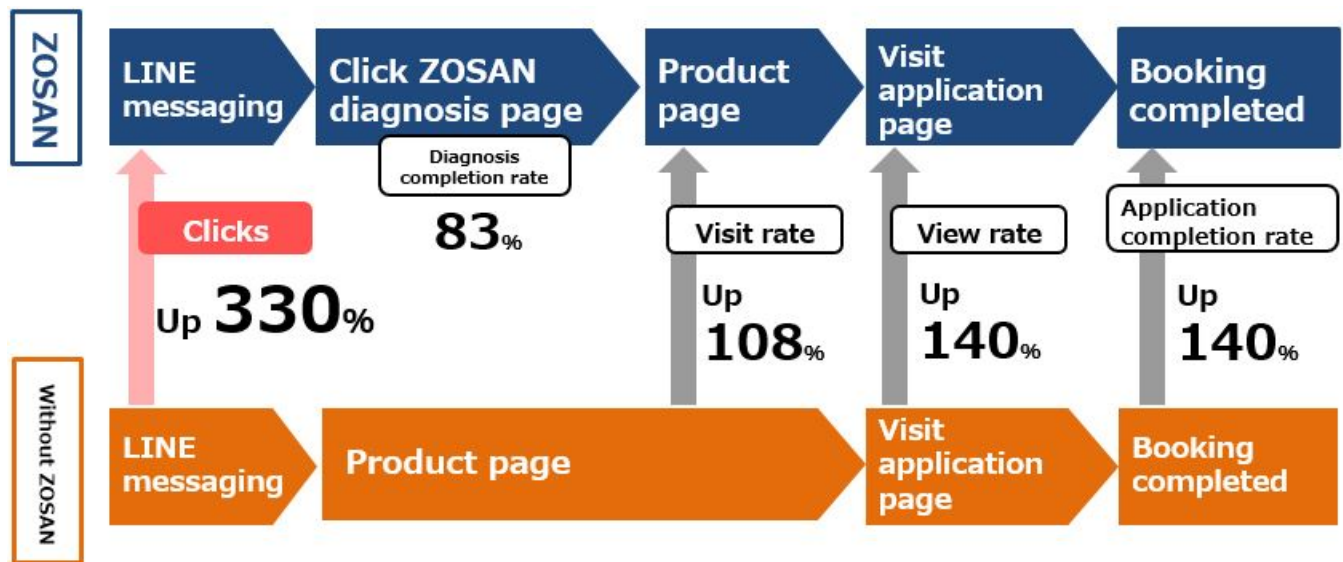 ZOSAN
LINE
messaging
Click ZOSAN
diagnosis page
Product
page
Visit
application
page
Booking
completed
Diagnosis
completion rate
83%
Clicks
Up 330%
Visit rate
Up
108%
View rate
Up
140%
Application
completion rate
Up
140%
Without ZOSAN
LINE
messaging
Product page
Visit
application
page
Booking
completed